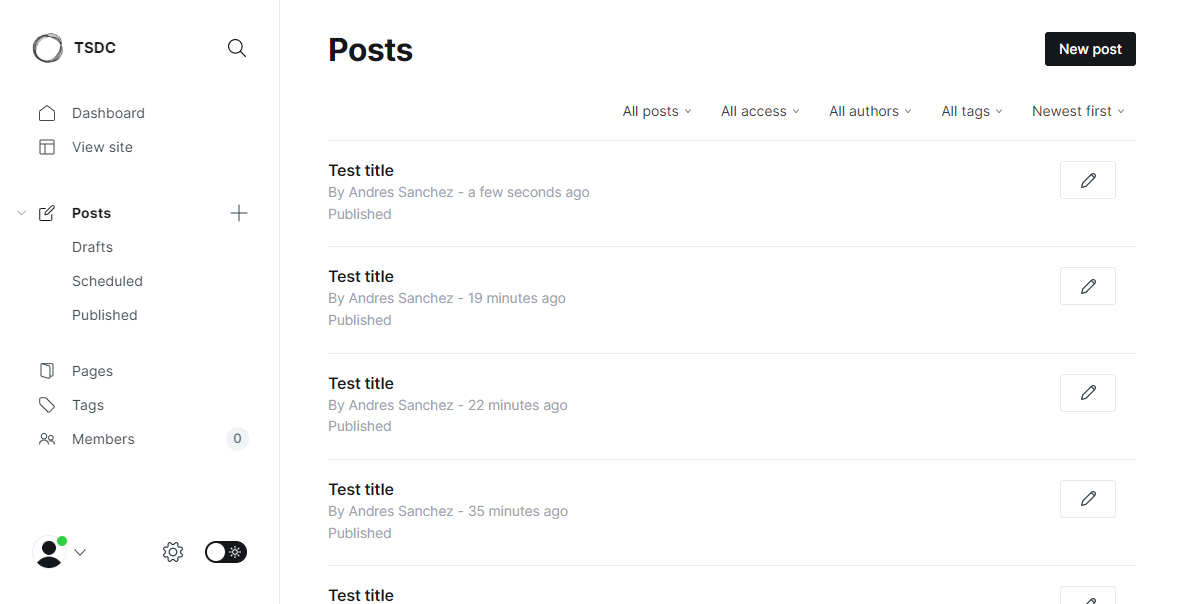 TSDC
Dashboard
View site
Posts
Drafts
Scheduled
Published
Pages
Tags
Members 0
Posts
New post
All posts All access All authors All tags Newest first
Test title
By Andres Sanchez - a few seconds ago
Published
Test title
By Andres Sanchez - 19 minutes ago
Published
Test title
By Andres Sanchez - 22 minutes ago
Published
Test title
By Andres Sanchez - 35 minutes ago
Published
Test title